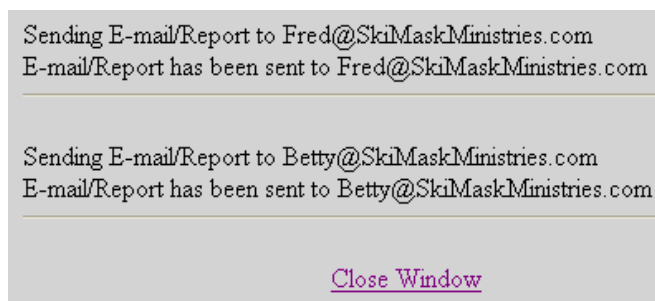 Sending E-mail/Report to Fred@SkiMaskMinistries.com
E-mail/Report has been sent to Fred@SkiMaskMinistries.com
Sending E-mail/Report to Betty@SkiMaskMinistries.com
E-mail/Report has been sent to Betty@SkiMaskMinistries.com
Close Window